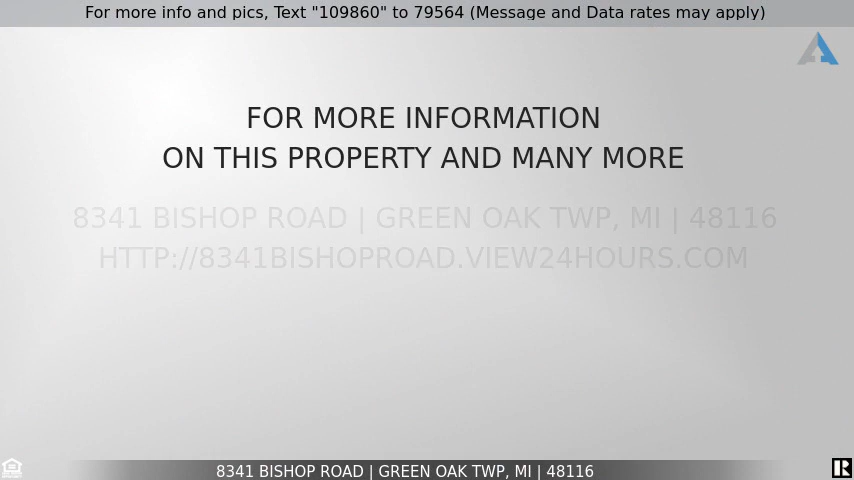 For more info and pics, Text "109860" to 79564 (Message and Data rates may apply)
FOR MORE INFORMATION
ON THIS PROPERTY AND MANY MORE
8341 BISHOP ROAD | GREEN OAK TWP, MI | 48116
HTTP://8341BISHOPROAD.VIEW24HOURS.COM
8341 BISHOP ROAD | GREEN OAK TWP, MI | 48116